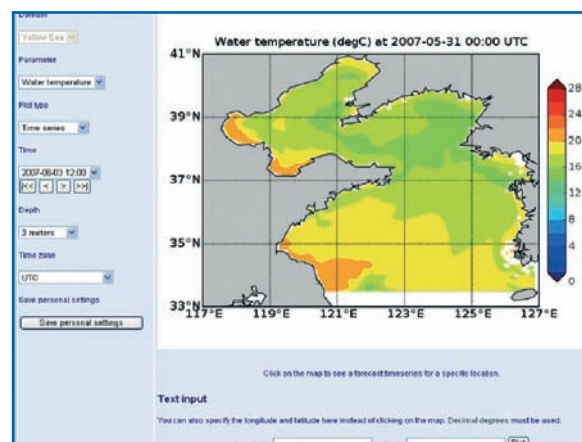 Domain
Yellow Sea
Parameter
Water temperature
Plot type
Time series
Time
2007-06-03 12:00
|<< < > >>|
Depth
3 meters
Time zone
UTC
Save personal settings
Save personal settings
Water temperature (degC) at 2007-05-31 00:00 UTC
41°N
39°N
37°N
35°N
33°N
117°E 119°E 121°E 123°E 125°E 127°E
28
24
20
16
12
8
4
0
Click on the map to see a forecast timeseries for a specific location.
Text input
You can also specify the longitude and latitude here instead of clicking on the map. Decimal degrees must be used.
Plot